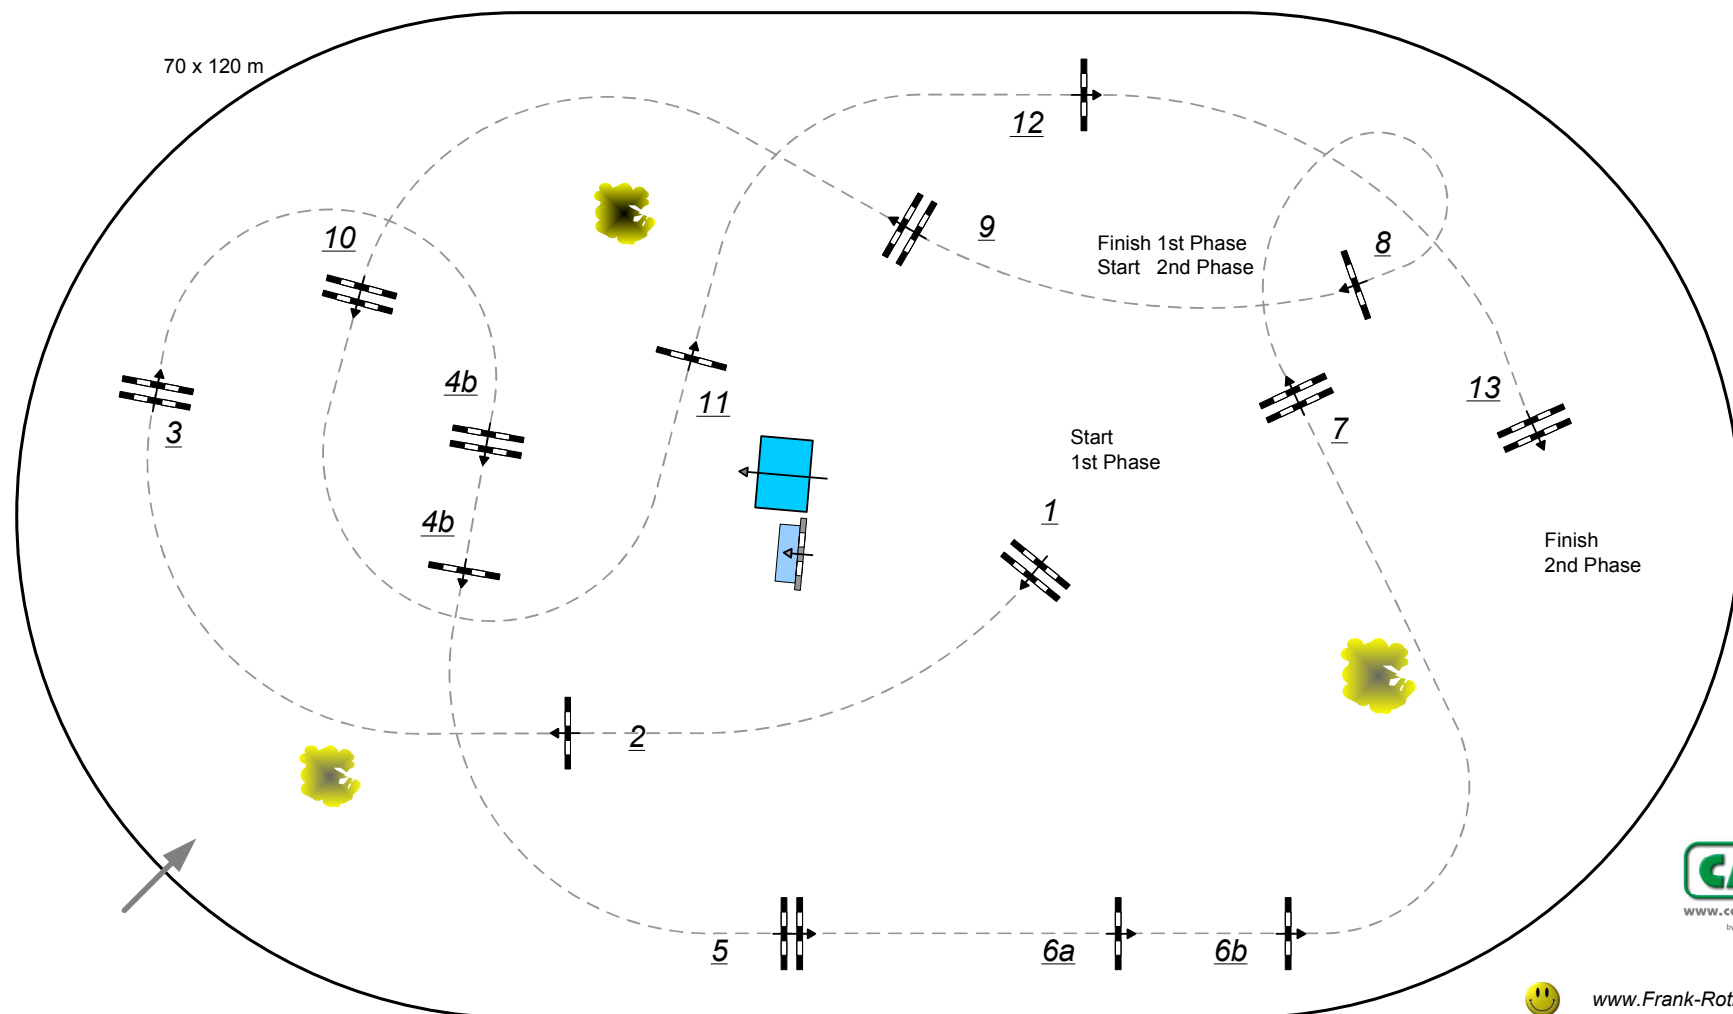 70 x 120 m
12
10
9
Finish 1st Phase
Start 2nd Phase
8
4b
3
11
13
7
Start
1st Phase
4b
1
Finish
2nd Phase
2
5
6a
6b